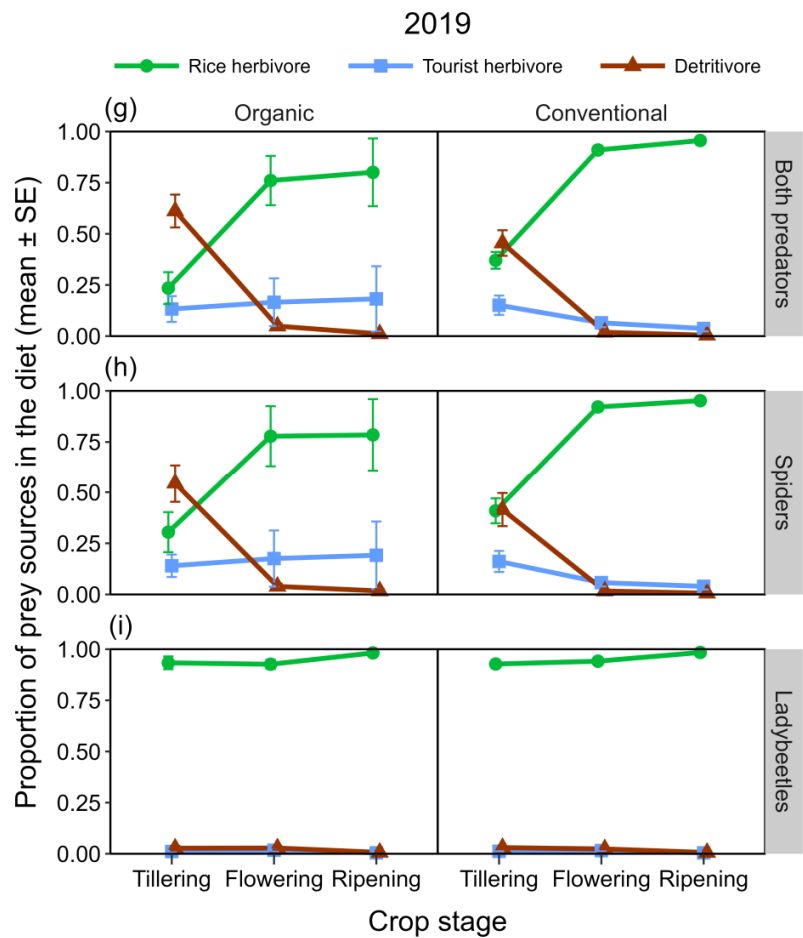 2019
Rice herbivore Tourist herbivore Detritivore
(g)
Organic Conventional
1.00
0.75
0.50
0.25
0.00
Both predators
(h)
1.00
0.75
0.50
0.25
0.00
Spiders
(i)
1.00
0.75
0.50
0.25
0.00
Ladybeetles
Proportion of prey sources in the diet (mean ± SE)
Tillering Flowering Ripening Tillering Flowering Ripening
Crop stage